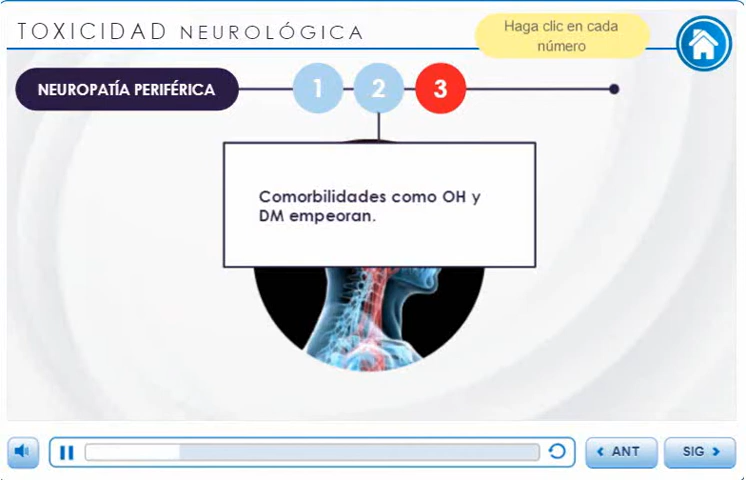 TOXICIDAD NEUROLÓGICA
Haga clic en cada
número
NEUROPATÍA PERIFÉRICA
1
2
3
Comorbilidades como OH y
DM empeoran.
ANT
SIG